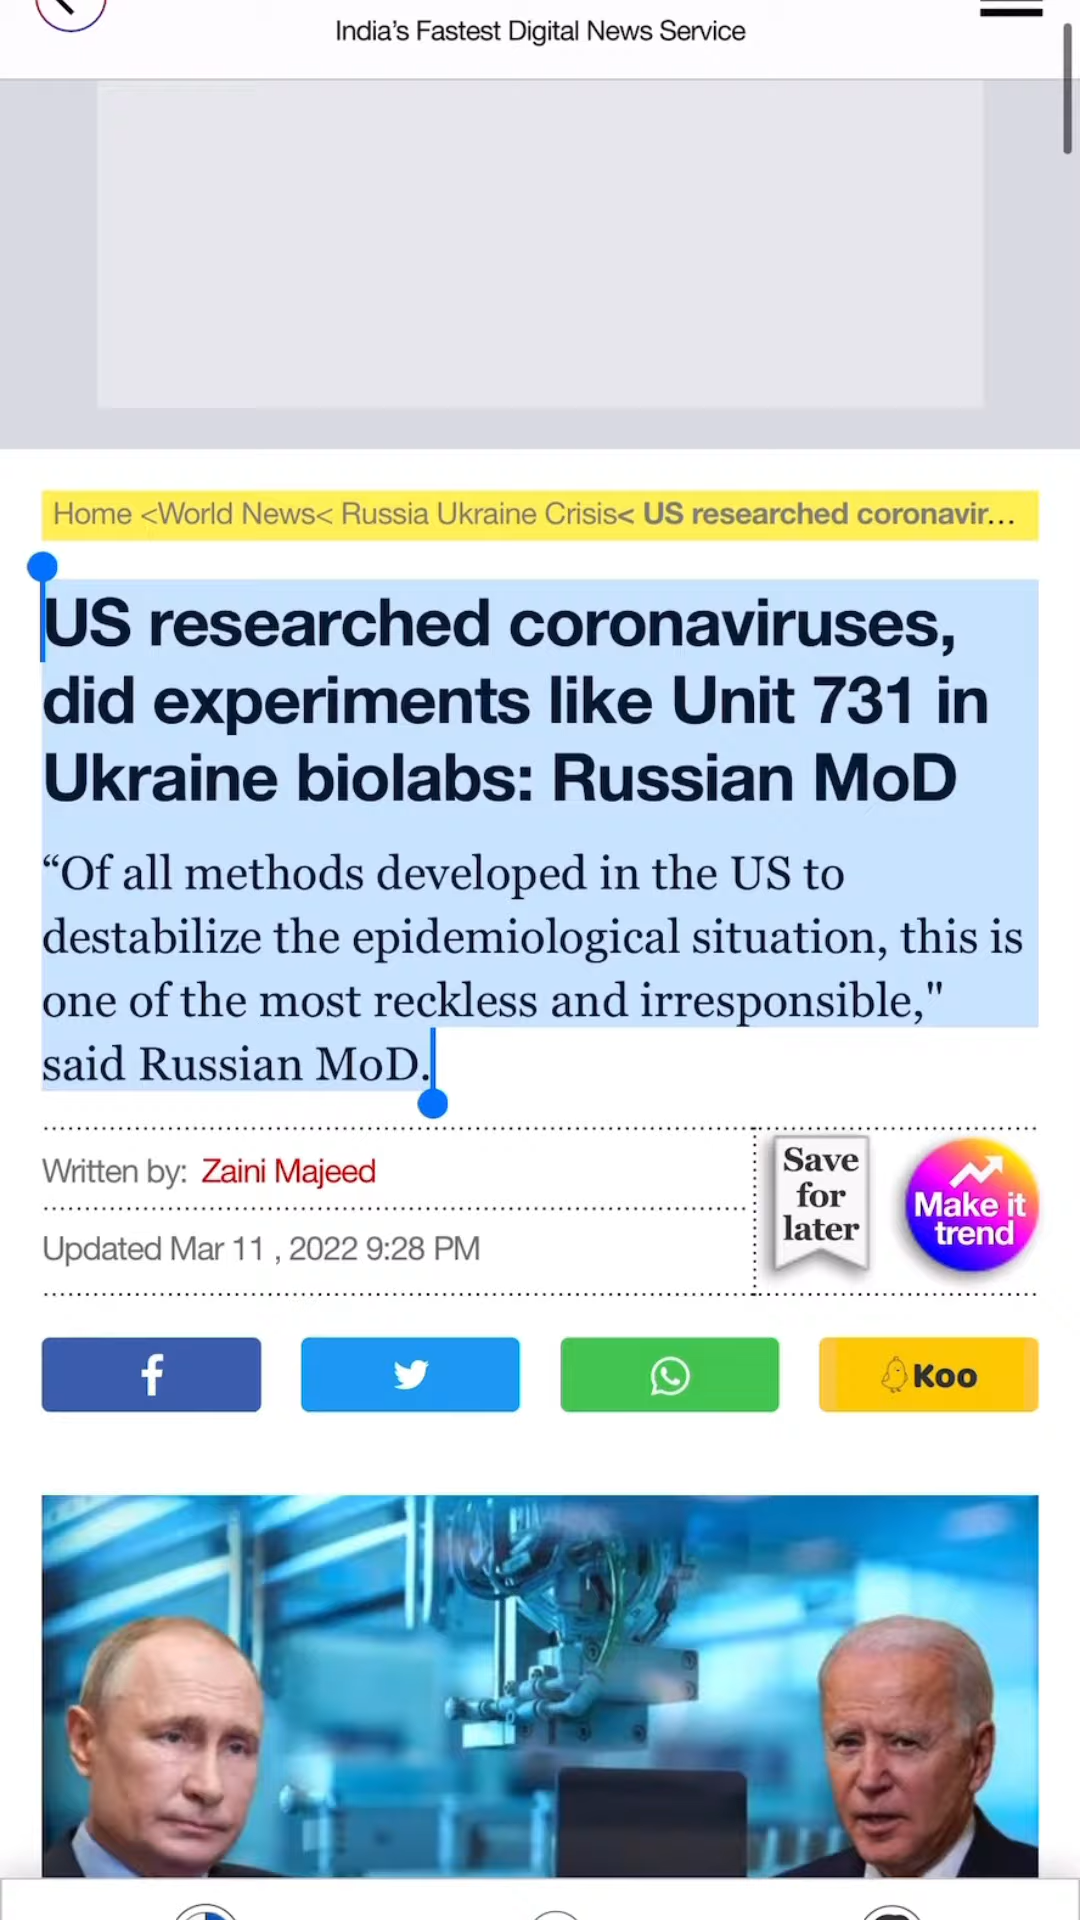 India's Fastest Digital News Service
Home <World News< Russia Ukraine Crisis< US researched coronavir...
US researched coronaviruses,
did experiments like Unit 731 in
Ukraine biolabs: Russian MoD
“Of all methods developed in the US to
destabilize the epidemiological situation, this is
one of the most reckless and irresponsible,"
said Russian MoD.
Written by: Zaini Majeed
Updated Mar 11 , 2022 9:28 PM
Save
for
later
Make it
trend
f
Koo